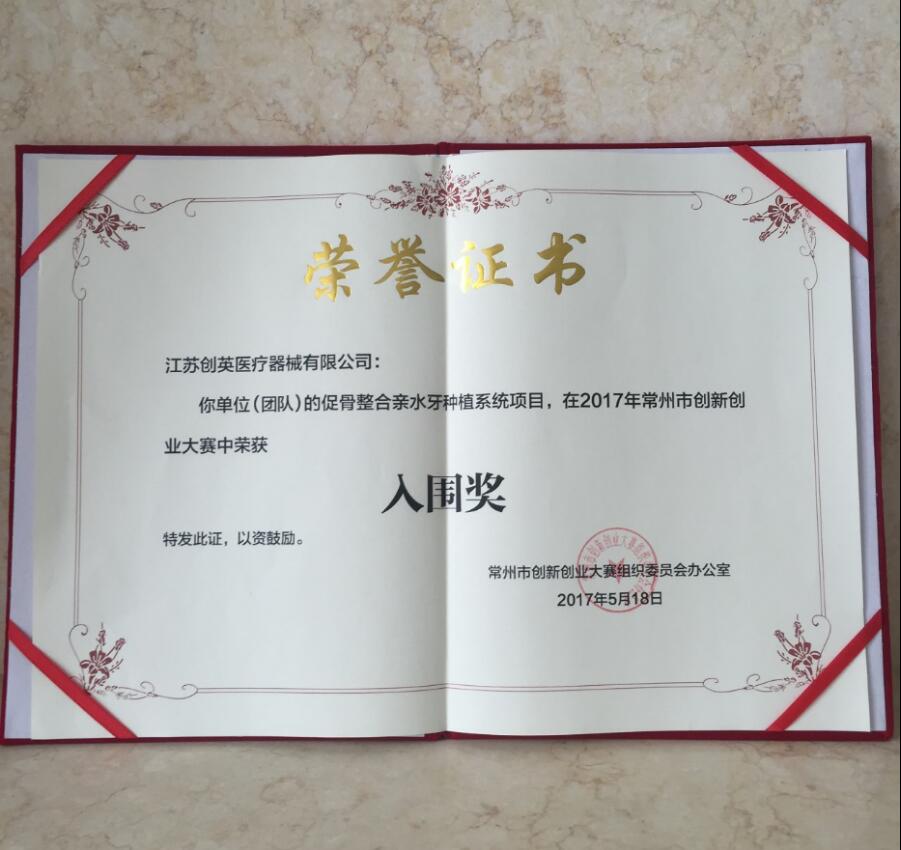 荣誉证书
江苏创英医疗器械有限公司：
你单位（团队）的促骨整合亲水牙种植系统项目，在2017年常州市创新创
业大赛中荣获
入围奖
特发此证，以资鼓励。
常州市创新创业大赛组织委员会办公室
2017年5月18日